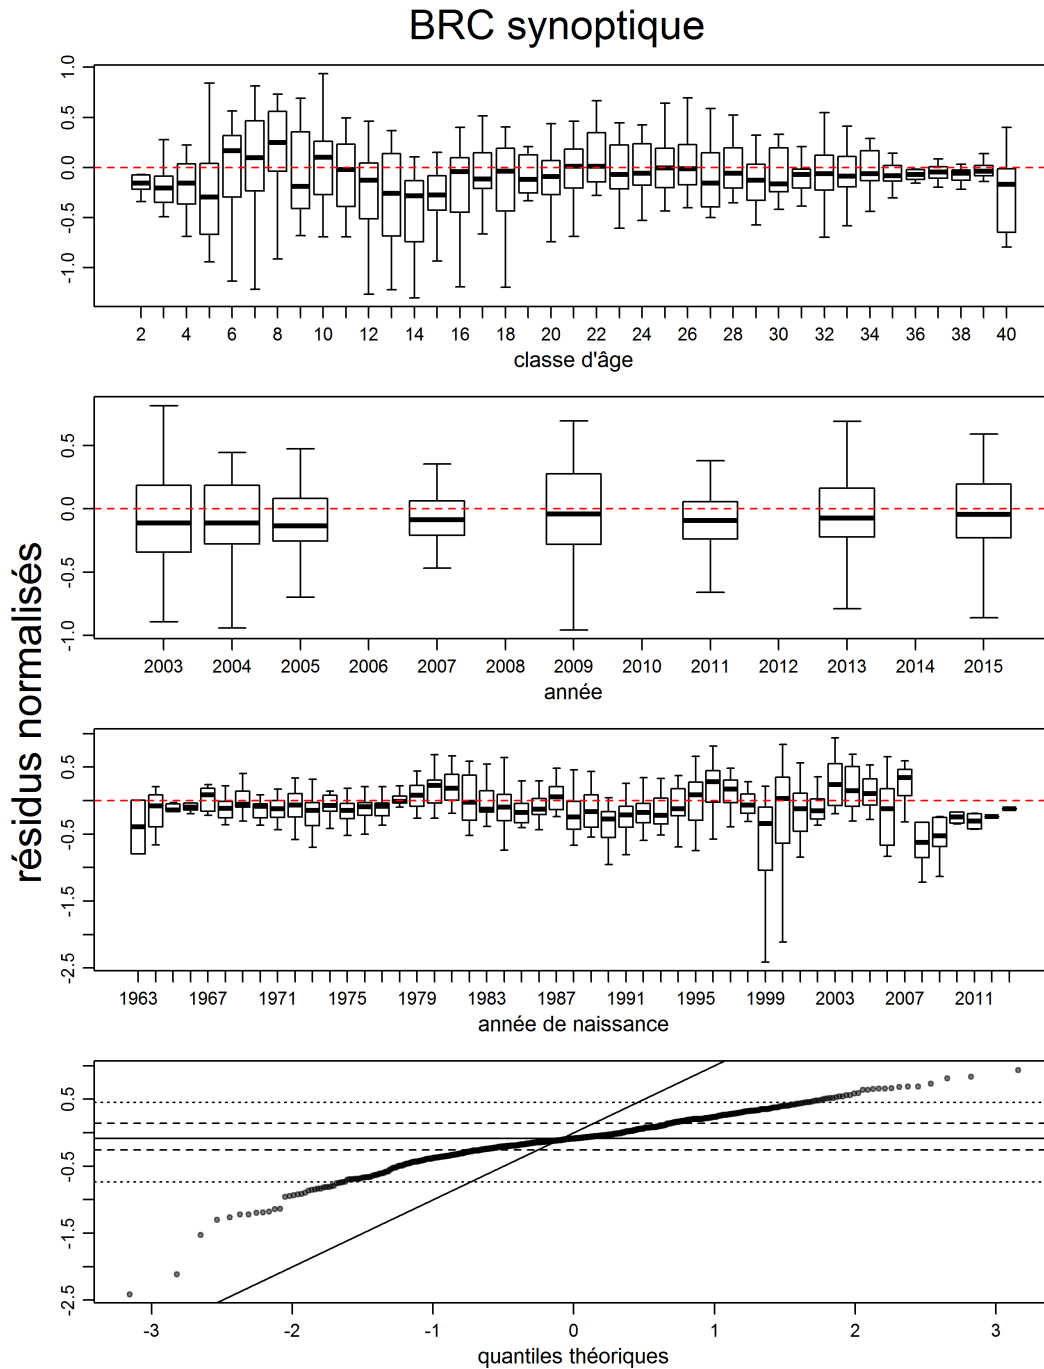 BRC synoptique
résidus normalisés
1.0
0.5
0.0
-0.5
-1.0
2 4 6 8 10 12 14 16 18 20 22 24 26 28 30 32 34 36 38 40
classe d'âge
0.5
0.0
-0.5
-1.0
2003 2004 2005 2006 2007 2008 2009 2010 2011 2012 2013 2014 2015
année
0.5
-0.5
-1.5
-2.5
1963 1967 1971 1975 1979 1983 1987 1991 1995 1999 2003 2007 2011
année de naissance
0.5
-0.5
-1.5
-2.5
-3 -2 -1 0 1 2 3
quantiles théoriques